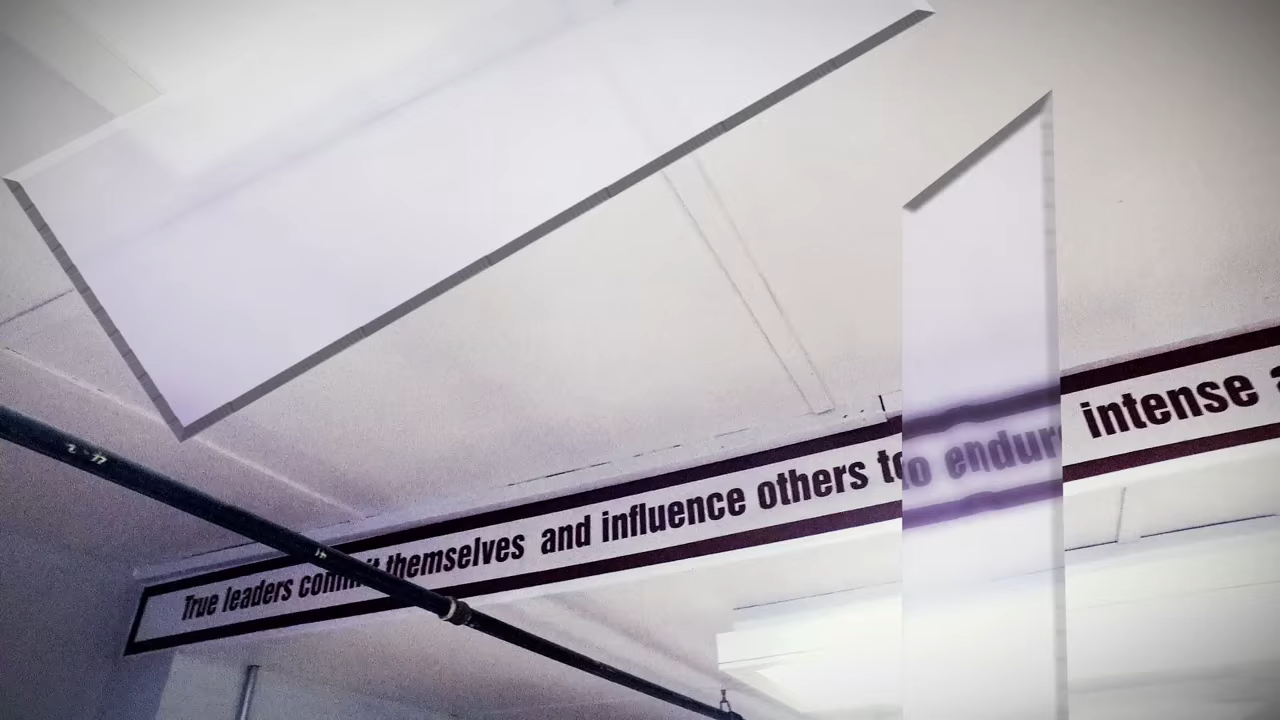 True leaders commit themselves and influence others to endure intense